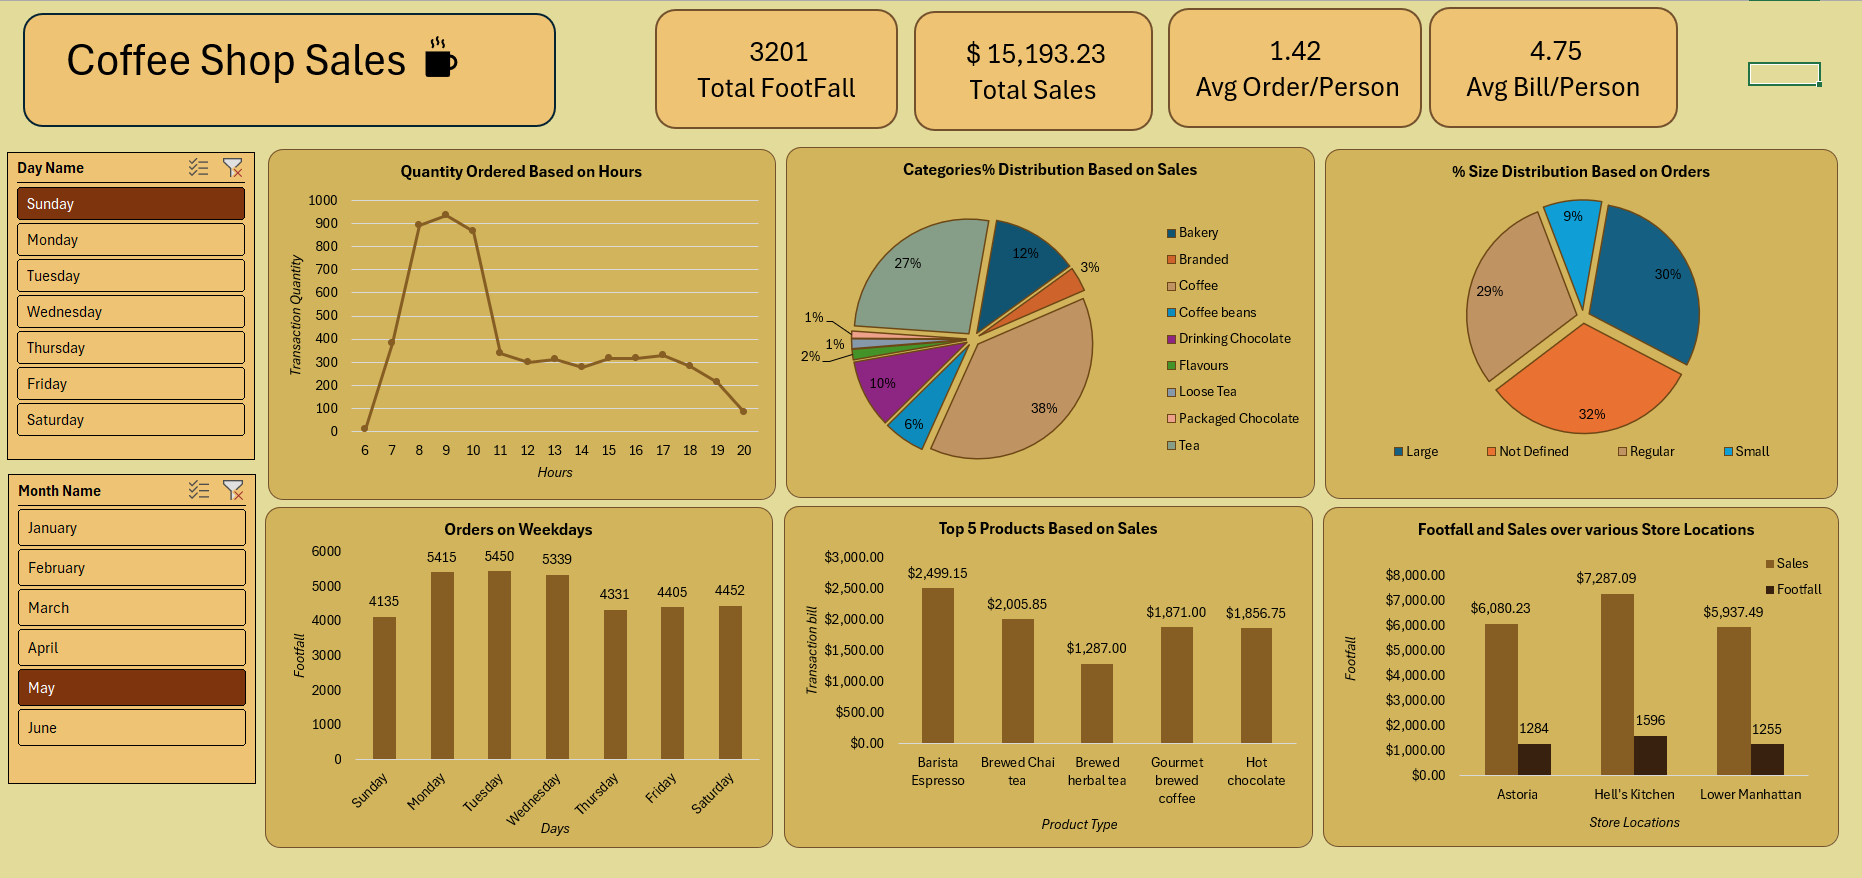 Coffee Shop Sales
3201
Total FootFall
$ 15,193.23
Total Sales
1.42
Avg Order/Person
4.75
Avg Bill/Person
Day Name
Sunday
Monday
Tuesday
Wednesday
Thursday
Friday
Saturday
Month Name
January
February
March
April
May
June
Quantity Ordered Based on Hours
1000
900
800
700
600
500
400
300
200
100
0
Transaction Quantity
6 7 8 9 10 11 12 13 14 15 16 17 18 19 20
Hours
Categories% Distribution Based on Sales
12%
3%
38%
6%
10%
2%
1%
1%
27%
Bakery
Branded
Coffee
Coffee beans
Drinking Chocolate
Flavours
Loose Tea
Packaged Chocolate
Tea
% Size Distribution Based on Orders
9%
30%
29%
32%
Large Not Defined Regular Small
Orders on Weekdays
6000
5000
4000
3000
2000
1000
0
Footfall
4135 5415 5450 5339 4331 4405 4452
Sunday Monday Tuesday Wednesday Thursday Friday Saturday
Days
Top 5 Products Based on Sales
$3,000.00
$2,500.00
$2,000.00
$1,500.00
$1,000.00
$500.00
$0.00
Transaction bill
$2,499.15 $2,005.85 $1,287.00 $1,871.00 $1,856.75
Barista Espresso
Brewed Chai tea
Brewed herbal tea
Gourmet brewed coffee
Hot chocolate
Product Type
Footfall and Sales over various Store Locations
Sales
Footfall
$8,000.00
$7,000.00
$6,000.00
$5,000.00
$4,000.00
$3,000.00
$2,000.00
$1,000.00
$0.00
Footfall
$6,080.23 $7,287.09 $5,937.49
1284 1596 1255
Astoria Hell's Kitchen Lower Manhattan
Store Locations